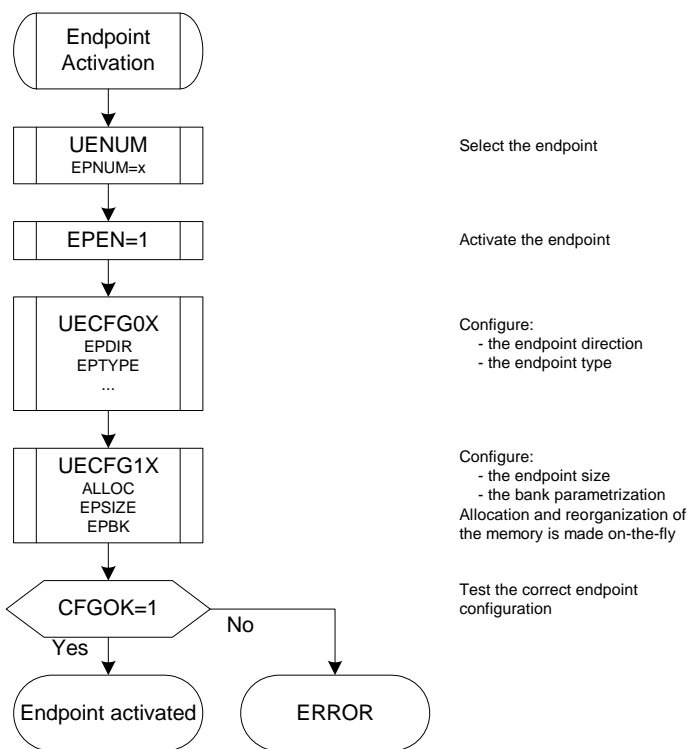 Endpoint
Activation
UENUM
EPNUM=x
Select the endpoint
EPEN=1
Activate the endpoint
UECFG0X
EPDIR
EPTYPE
...
Configure:
- the endpoint direction
- the endpoint type
UECFG1X
ALLOC
EPSIZE
EPBK
Configure:
- the endpoint size
- the bank parametrization
Allocation and reorganization of
the memory is made on-the-fly
CFGOK=1
Test the correct endpoint
configuration
No
Yes
Endpoint activated
ERROR